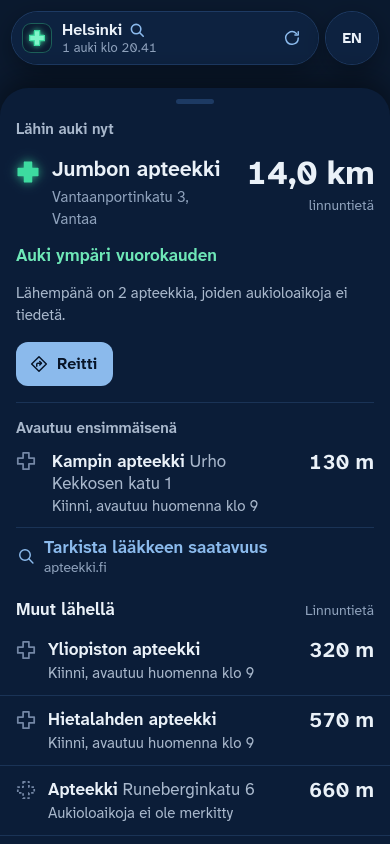 Helsinki
1 auki klo 20.41
EN
Lähin auki nyt
Jumbon apteekki
14,0 km
Vantaanportinkatu 3,
Vantaa
linnuntietä
Auki ympäri vuorokauden
Lähempänä on 2 apteekkia, joiden aukioloaikoja ei
tiedetä.
Reitti
Avautuu ensimmäisenä
Kampin apteekki Urho
Kekkosen katu 1
130 m
Kiinni, avautuu huomenna klo 9
Tarkista lääkkeen saatavuus
apteekki.fi
Muut lähellä
Linnuntietä
Yliopiston apteekki
320 m
Kiinni, avautuu huomenna klo 9
Hietalahden apteekki
570 m
Kiinni, avautuu huomenna klo 9
Apteekki Runeberginkatu 6
660 m
Aukioloaikoja ei ole merkitty